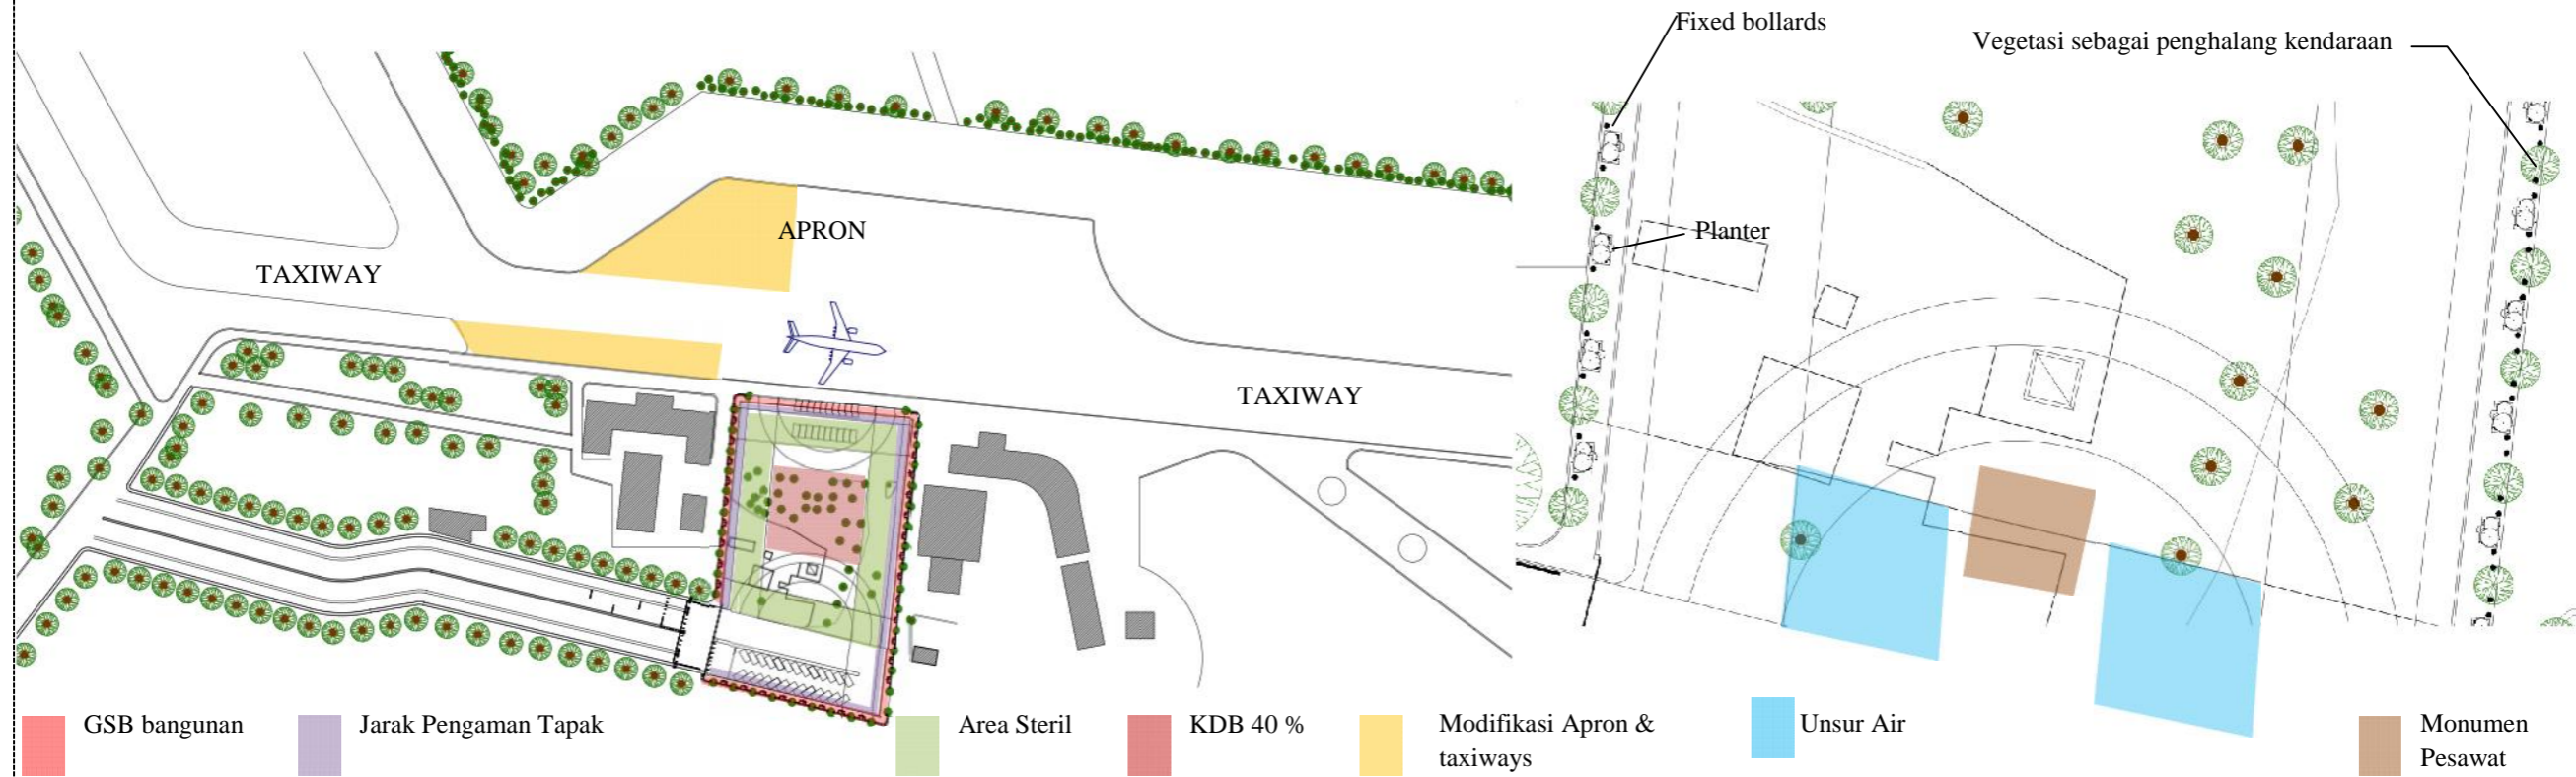 Fixed bollards
Vegetasi sebagai penghalang kendaraan
APRON
Planter
TAXIWAY
TAXIWAY
GSB bangunan
Jarak Pengaman Tapak
Area Steril
KDB 40 %
Modifikasi Apron &
taxiways
Unsur Air
Monumen
Pesawat